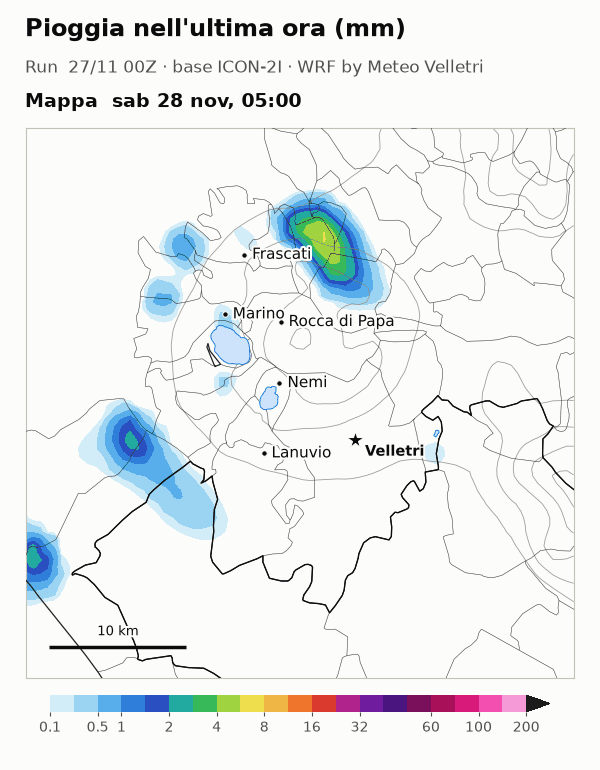 Pioggia nell'ultima ora (mm)
Run  27/11 00Z · base ICON-2I · WRF by Meteo Velletri
Mappa  sab 28 nov, 05:00
Frascati
Marino
Rocca di Papa
Nemi
Velletri
Lanuvio
10 km
0.1 0.5 1 2 4 8 16 32 60 100 200